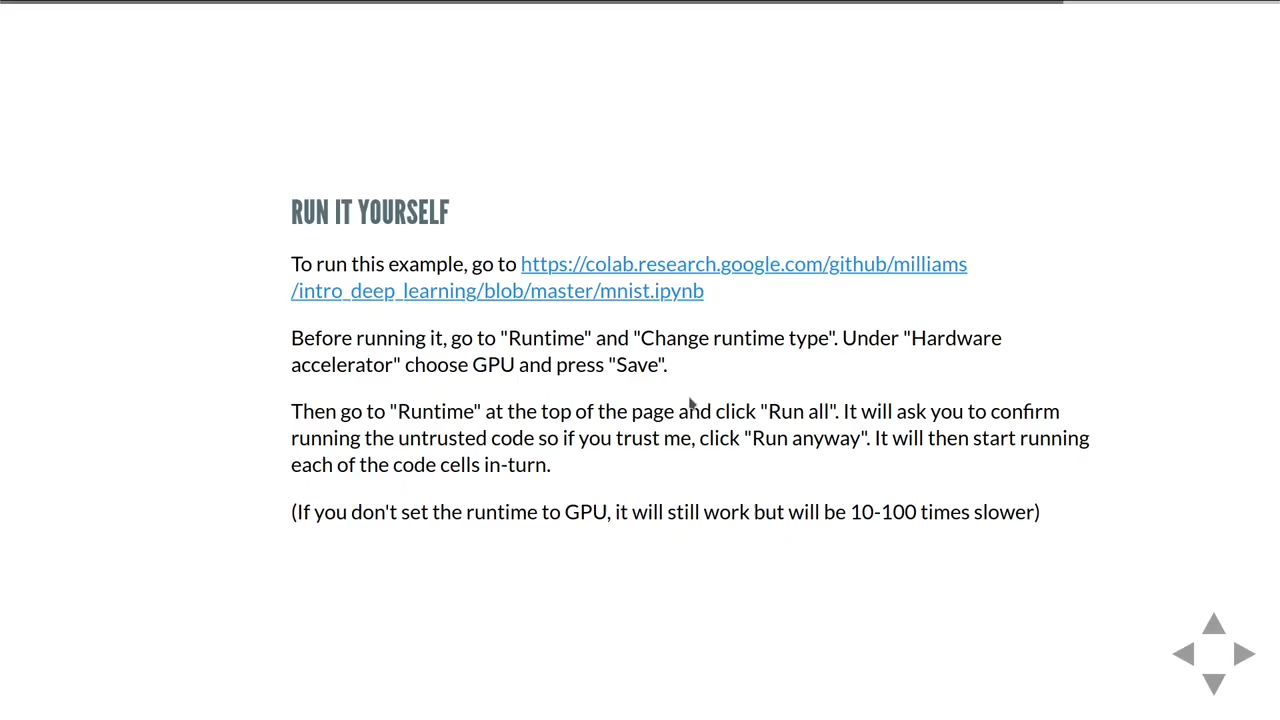 RUN IT YOURSELF
To run this example, go to https://colab.research.google.com/github/milliams
/intro_deep_learning/blob/master/mnist.ipynb
Before running it, go to "Runtime" and "Change runtime type". Under "Hardware
accelerator" choose GPU and press "Save".
Then go to "Runtime" at the top of the page and click "Run all". It will ask you to confirm
running the untrusted code so if you trust me, click "Run anyway". It will then start running
each of the code cells in-turn.
(If you don't set the runtime to GPU, it will still work but will be 10-100 times slower)